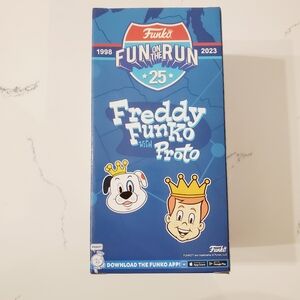 Funko
1998 FUN ON THE RUN 2023
25
Freddy
Funko
with Proto
Funko
DOWNLOAD THE FUNKO APP!